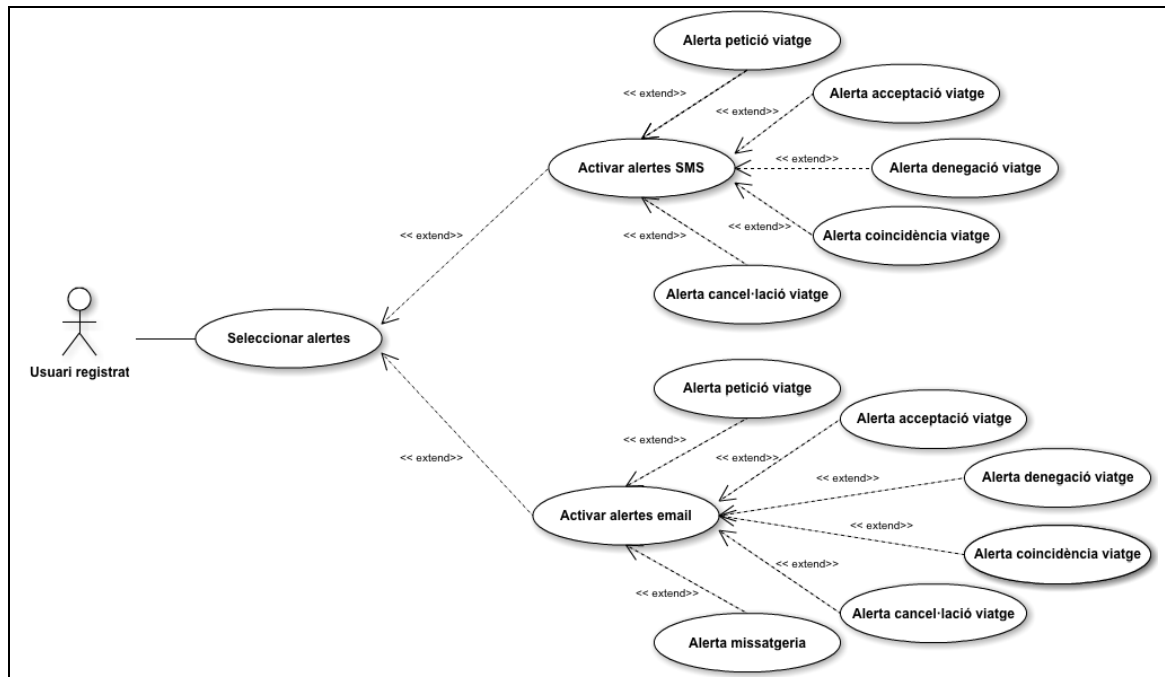 Alerta petició viatge
<< extend>>
Alerta acceptació viatge
<< extend>>
<< extend>>
Activar alertes SMS
Alerta denegació viatge
<< extend>>
<< extend>>
<< extend>>
Alerta coincidència viatge
Alerta cancel·lació viatge
Seleccionar alertes
Usuari registrat
Alerta petició viatge
Alerta acceptació viatge
<< extend>>
<< extend>>
<< extend>>
<< extend>>
Alerta denegació viatge
Activar alertes email
<< extend>>
Alerta coincidència viatge
<< extend>>
<< extend>>
Alerta cancel·lació viatge
Alerta missatgeria